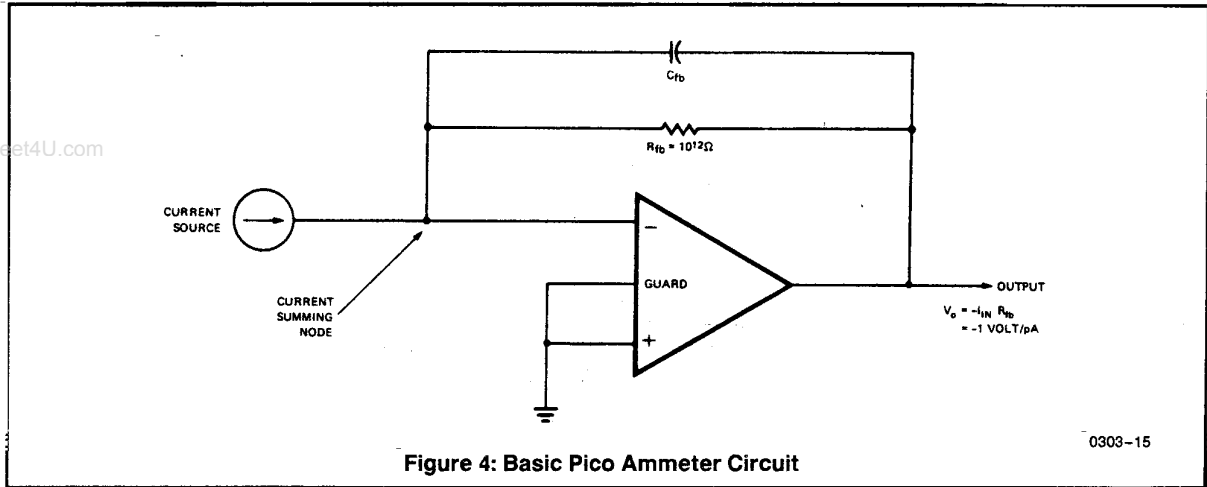 Cfb
eet4U.com
Rfb = 10¹²Ω
CURRENT
SOURCE
−
GUARD
+
CURRENT
SUMMING
NODE
OUTPUT
Vo = -IIN Rfb
= -1 VOLT/pA
0303-15
Figure 4: Basic Pico Ammeter Circuit